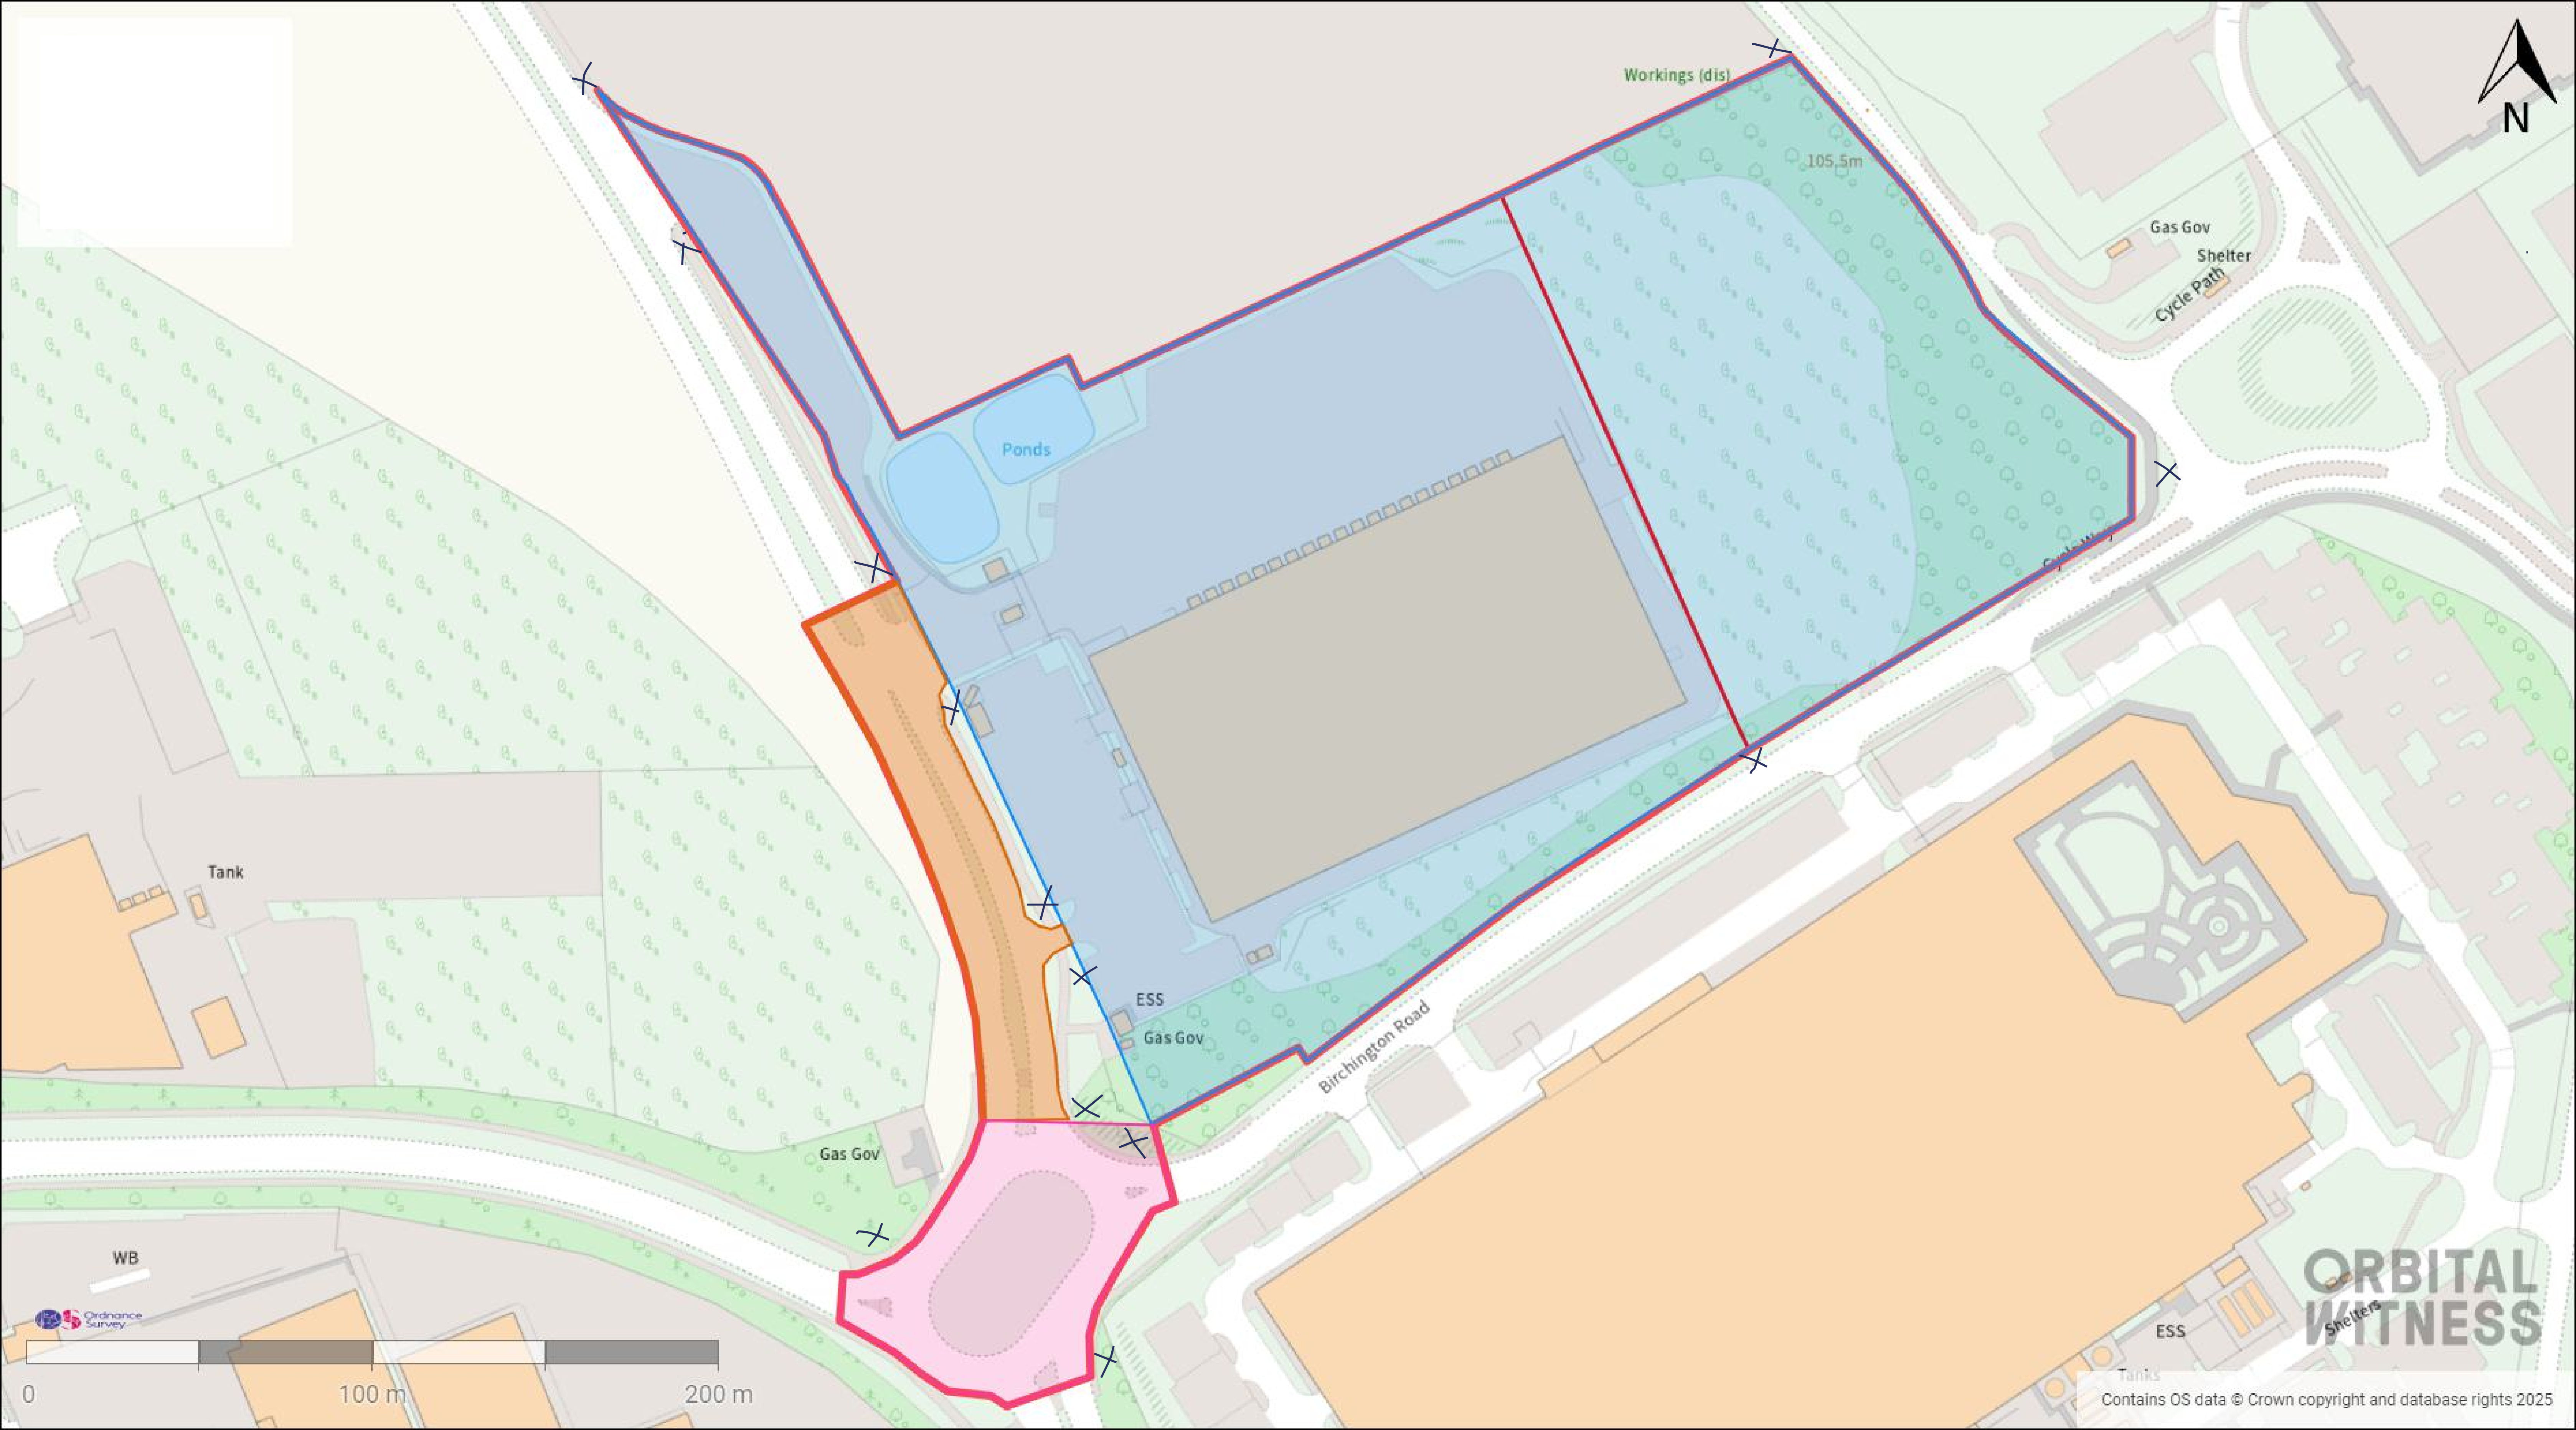 Workings (dis)
N
105.5m
Gas Gov
Shelter
Cycle Path
Ponds
Tank
ESS
Gas Gov
Birchington Road
Gas Gov
WB
Ordnance
Survey
0
100 m
200 m
ORBITAL
WITNESS
Shelters
ESS
Tanks
Contains OS data © Crown copyright and database rights 2025